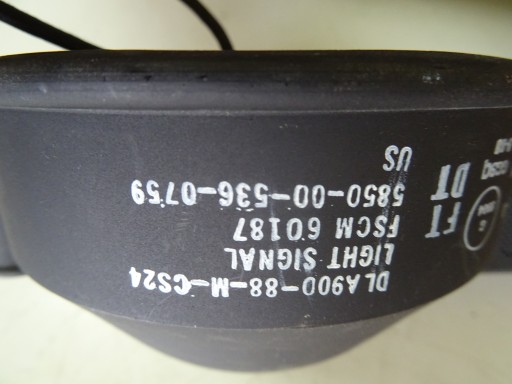 DLA900-88-M-CS24
LIGHT SIGNAL
FSCM 60187
5850-00-536-0759
US
FT
DT